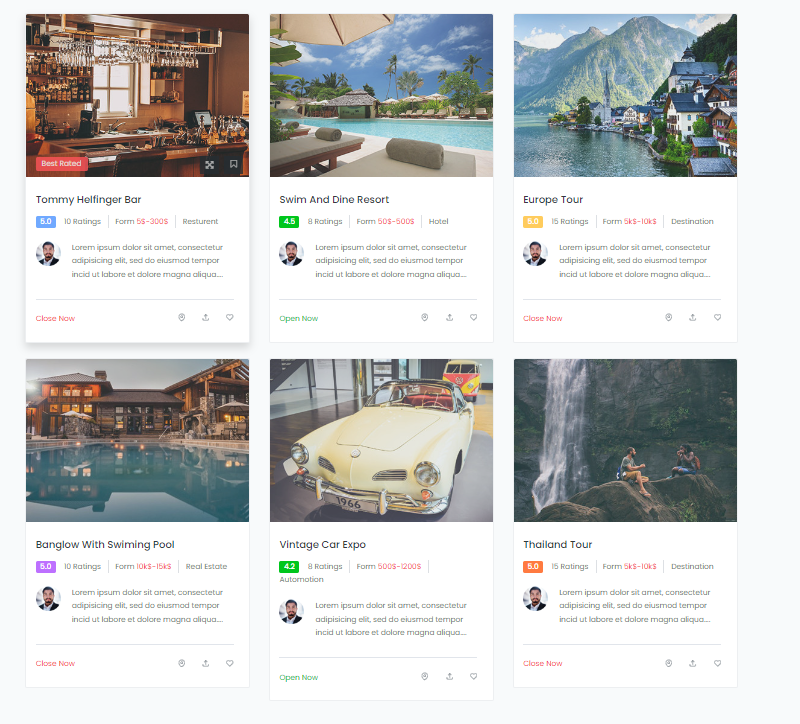 Best Rated
Tommy Helfinger Bar
5.0 10 Ratings Form 5$-300$ Resturent
Lorem ipsum dolor sit amet, consectetur
adipisicing elit, sed do eiusmod tempor
incid ut labore et dolore magna aliqua....
Close Now
Swim And Dine Resort
4.5 8 Ratings Form 50$-500$ Hotel
Lorem ipsum dolor sit amet, consectetur
adipisicing elit, sed do eiusmod tempor
incid ut labore et dolore magna aliqua....
Open Now
Europe Tour
5.0 15 Ratings Form 5k$-10k$ Destination
Lorem ipsum dolor sit amet, consectetur
adipisicing elit, sed do eiusmod tempor
incid ut labore et dolore magna aliqua....
Close Now
Banglow With Swiming Pool
5.0 10 Ratings Form 10k$-15k$ Real Estate
Lorem ipsum dolor sit amet, consectetur
adipisicing elit, sed do eiusmod tempor
incid ut labore et dolore magna aliqua....
Close Now
1966
Vintage Car Expo
4.2 8 Ratings Form 500$-1200$
Automotion
Lorem ipsum dolor sit amet, consectetur
adipisicing elit, sed do eiusmod tempor
incid ut labore et dolore magna aliqua....
Open Now
Thailand Tour
5.0 15 Ratings Form 5k$-10k$ Destination
Lorem ipsum dolor sit amet, consectetur
adipisicing elit, sed do eiusmod tempor
incid ut labore et dolore magna aliqua....
Close Now